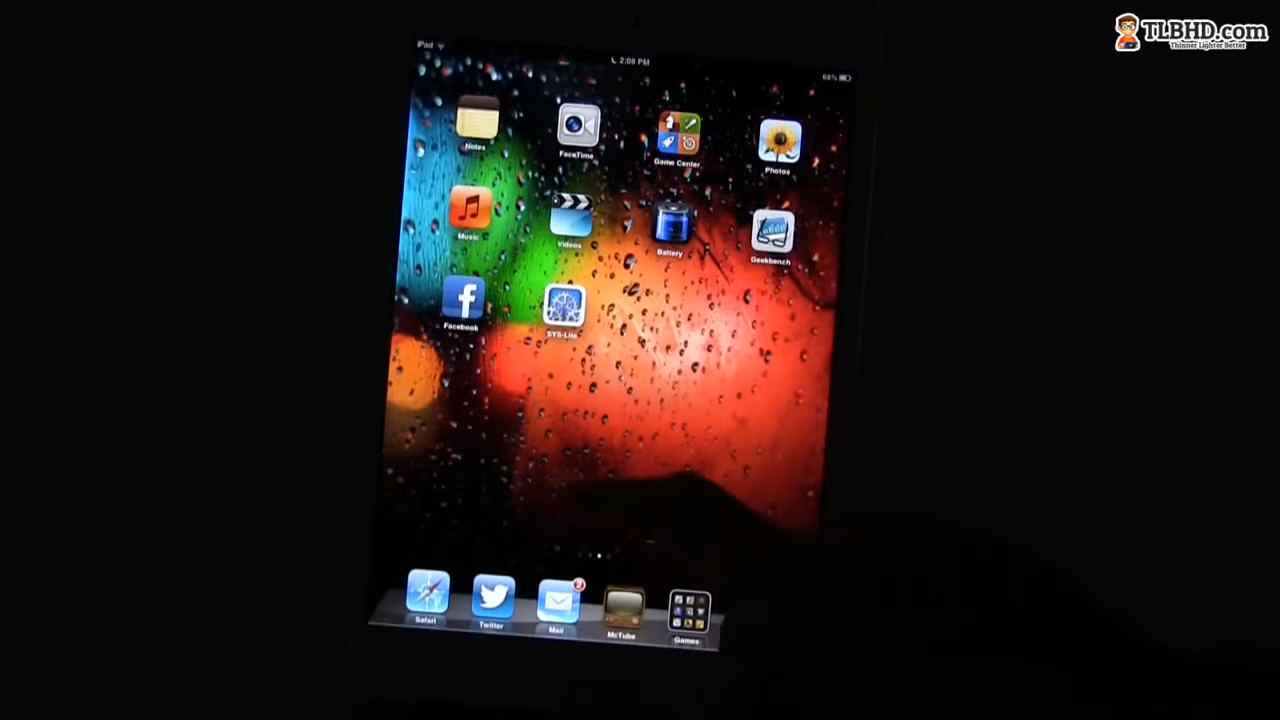 TLBHD.com
Thinner Lighter Better
iPad
2:08 PM
68%
Notes
FaceTime
Game Center
Photos
Music
Videos
Battery
Geekbench
Facebook
SYS-Lite
2
Safari
Twitter
Mail
McTube
Games